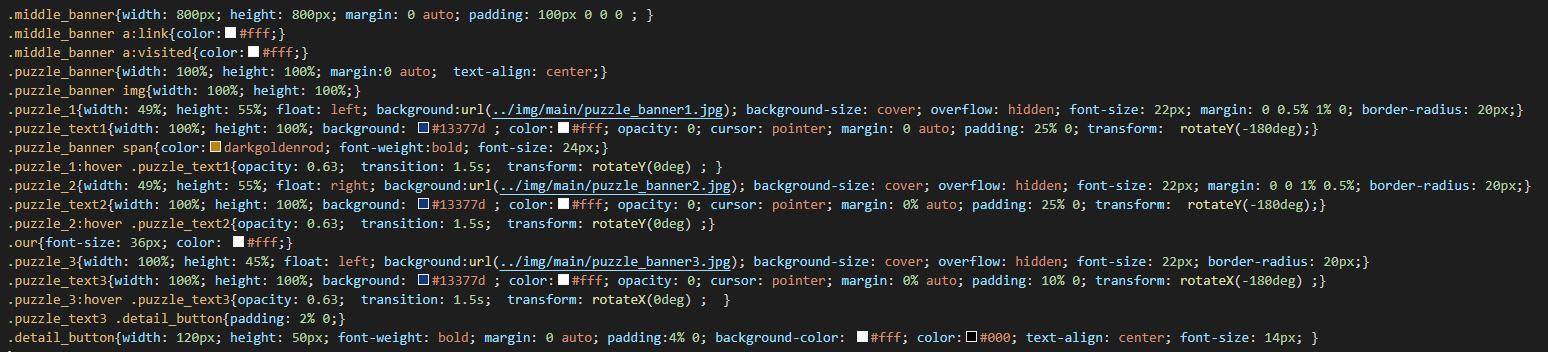 .middle_banner{width: 800px; height: 800px; margin: 0 auto; padding: 100px 0 0 0 ; }
.middle_banner a:link{color: #fff;}
.middle_banner a:visited{color: #fff;}
.puzzle_banner{width: 100%; height: 100%; margin:0 auto;  text-align: center;}
.puzzle_banner img{width: 100%; height: 100%;}
.puzzle_1{width: 49%; height: 55%; float: left; background:url(../img/main/puzzle_banner1.jpg); background-size: cover; overflow: hidden; font-size: 22px; margin: 0 0.5% 1% 0; border-radius: 20px;}
.puzzle_text1{width: 100%; height: 100%; background: #13377d ; color: #fff; opacity: 0; cursor: pointer; margin: 0 auto; padding: 25% 0; transform:  rotateY(-180deg);}
.puzzle_banner span{color: darkgoldenrod; font-weight:bold; font-size: 24px;}
.puzzle_1:hover .puzzle_text1{opacity: 0.63;  transition: 1.5s;  transform: rotateY(0deg) ; }
.puzzle_2{width: 49%; height: 55%; float: right; background:url(../img/main/puzzle_banner2.jpg); background-size: cover; overflow: hidden; font-size: 22px; margin: 0 0 1% 0.5%; border-radius: 20px;}
.puzzle_text2{width: 100%; height: 100%; background: #13377d ; color: #fff; opacity: 0; cursor: pointer; margin: 0% auto; padding: 25% 0; transform:  rotateY(-180deg);}
.puzzle_2:hover .puzzle_text2{opacity: 0.63;  transition: 1.5s;  transform: rotateY(0deg) ;}
.our{font-size: 36px; color: #fff;}
.puzzle_3{width: 100%; height: 45%; float: left; background:url(../img/main/puzzle_banner3.jpg); background-size: cover; overflow: hidden; font-size: 22px; border-radius: 20px;}
.puzzle_text3{width: 100%; height: 100%; background: #13377d ; color: #fff; opacity: 0; cursor: pointer; margin: 0% auto; padding: 10% 0; transform: rotateX(-180deg) ;}
.puzzle_3:hover .puzzle_text3{opacity: 0.63;  transition: 1.5s;  transform: rotateX(0deg) ;  }
.puzzle_text3 .detail_button{padding: 2% 0;}
.detail_button{width: 120px; height: 50px; font-weight: bold; margin: 0 auto; padding:4% 0; background-color: #fff; color: #000; text-align: center; font-size: 14px; }